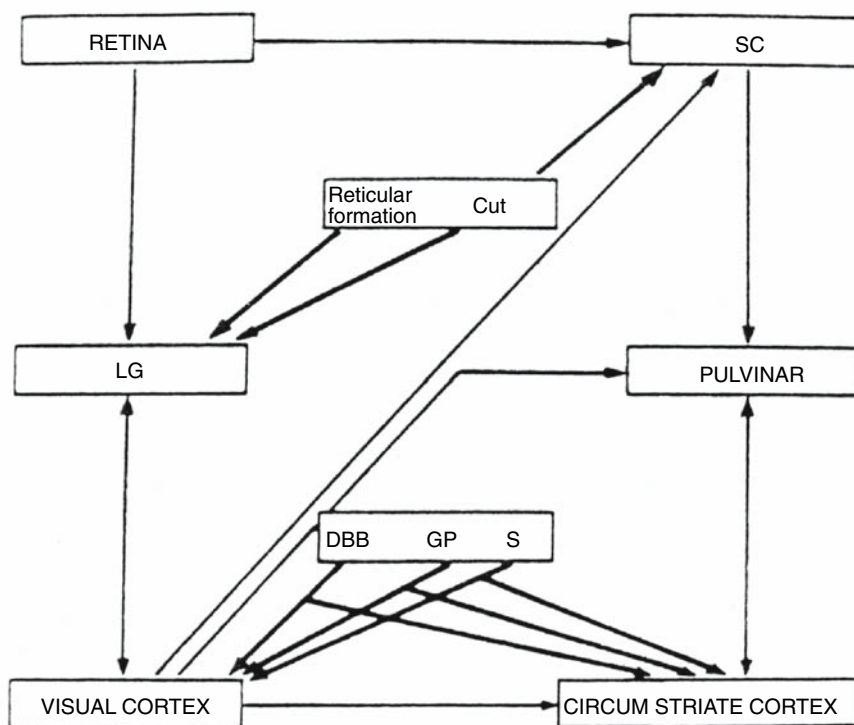 RETINA
SC
Reticular formation
Cut
LG
PULVINAR
DBB GP S
VISUAL CORTEX
CIRCUM STRIATE CORTEX